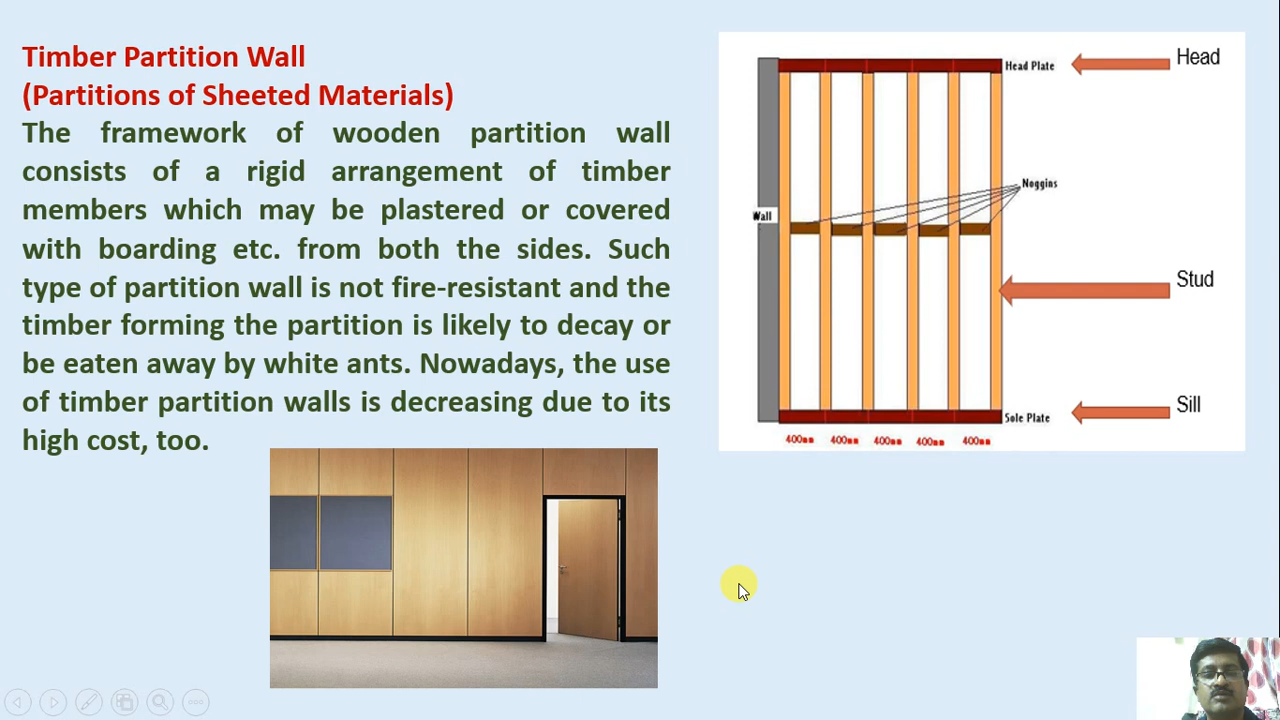 Timber Partition Wall
(Partitions of Sheeted Materials)
The framework of wooden partition wall
consists of a rigid arrangement of timber
members which may be plastered or covered
with boarding etc. from both the sides. Such
type of partition wall is not fire-resistant and the
timber forming the partition is likely to decay or
be eaten away by white ants. Nowadays, the use
of timber partition walls is decreasing due to its
high cost, too.
Head Plate
Head
Noggins
Wall
Stud
Sill
Sole Plate
400mm 400mm 400mm 400mm 400mm